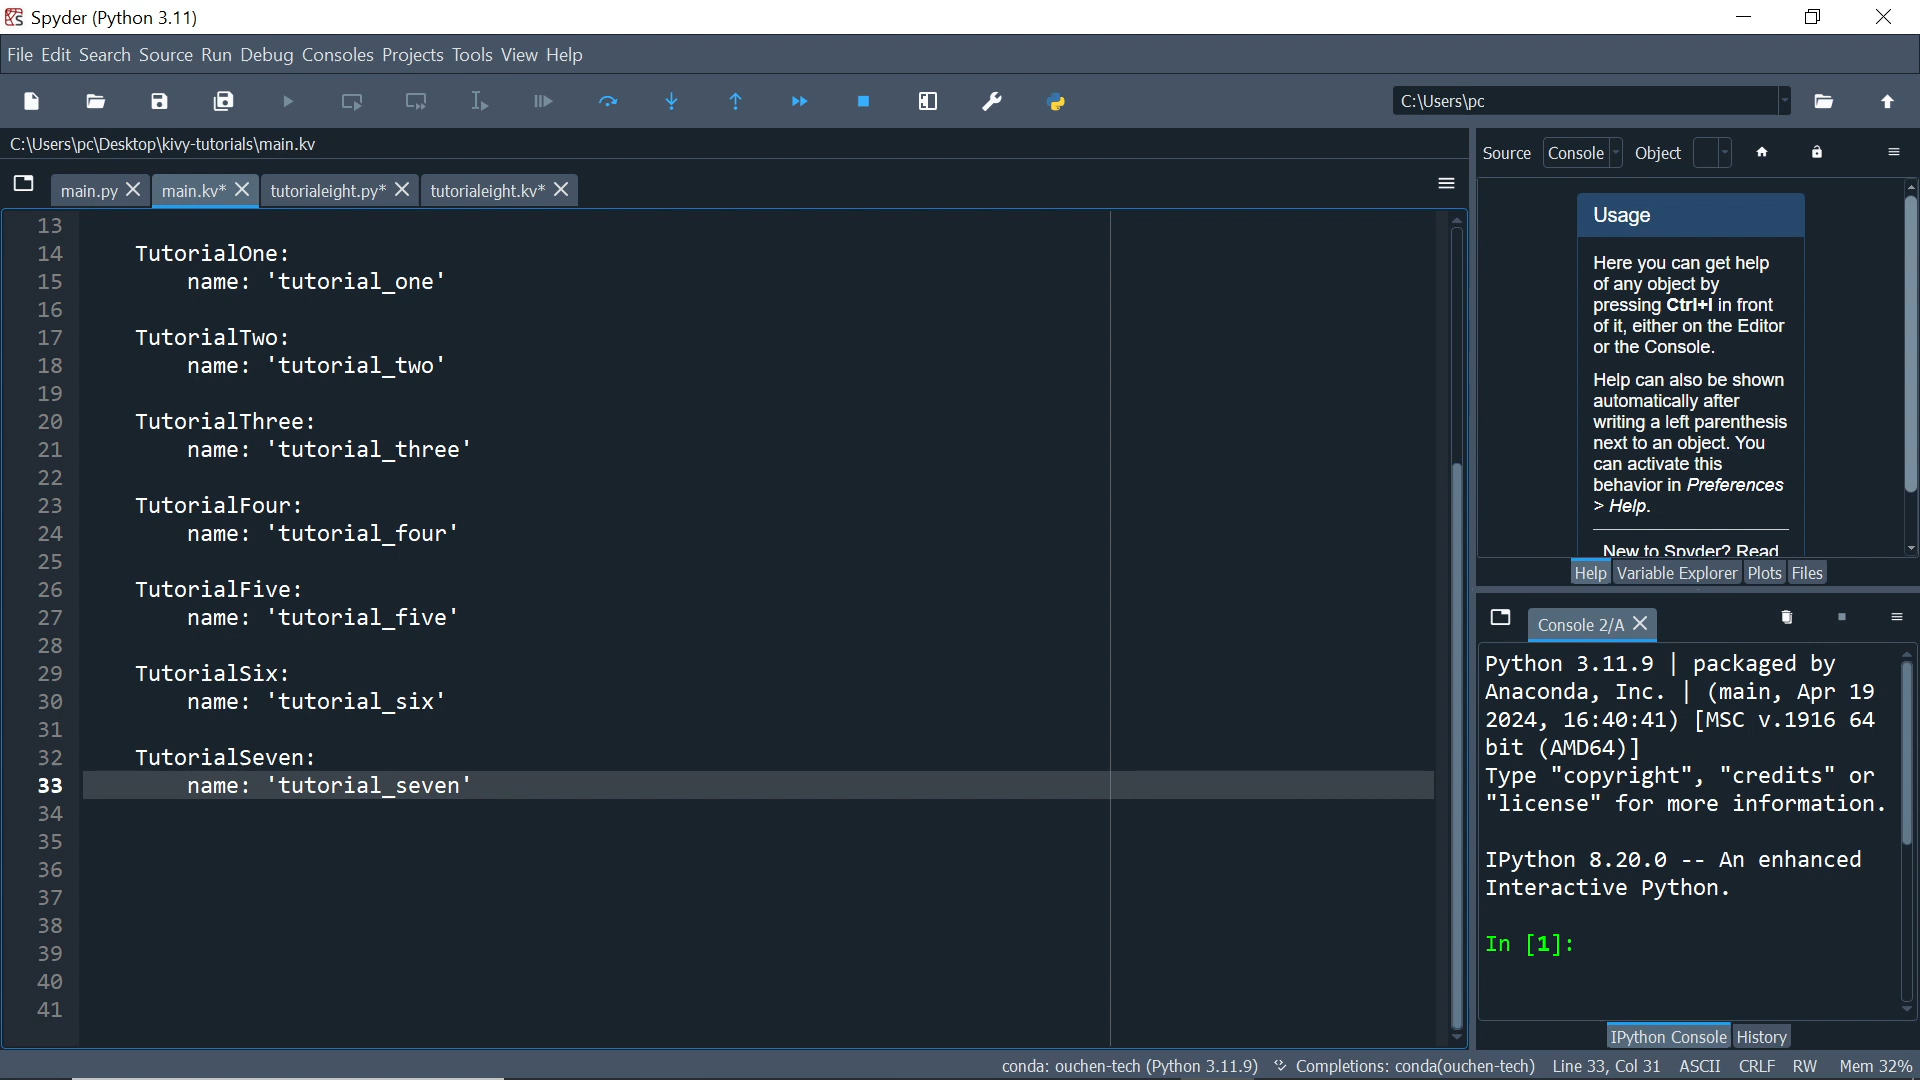 Spyder (Python 3.11)
File Edit Search Source Run Debug Consoles Projects Tools View Help
C:\Users\pc
C:\Users\pc\Desktop\kivy-tutorials\main.kv
main.py main.kv* tutorialeight.py* tutorialeight.kv*
13
14 TutorialOne:
15 name: 'tutorial_one'
16
17 TutorialTwo:
18 name: 'tutorial_two'
19
20 TutorialThree:
21 name: 'tutorial_three'
22
23 TutorialFour:
24 name: 'tutorial_four'
25
26 TutorialFive:
27 name: 'tutorial_five'
28
29 TutorialSix:
30 name: 'tutorial_six'
31
32 TutorialSeven:
33 name: 'tutorial_seven'
34
35
36
37
38
39
40
41
Source Console Object
Usage
Here you can get help
of any object by
pressing Ctrl+I in front
of it, either on the Editor
or the Console.
Help can also be shown
automatically after
writing a left parenthesis
next to an object. You
can activate this
behavior in Preferences
> Help.
New to Spyder? Read
Help Variable Explorer Plots Files
Console 2/A
Python 3.11.9 | packaged by
Anaconda, Inc. | (main, Apr 19
2024, 16:40:41) [MSC v.1916 64
bit (AMD64)]
Type "copyright", "credits" or
"license" for more information.
IPython 8.20.0 -- An enhanced
Interactive Python.
In [1]:
IPython Console History
conda: ouchen-tech (Python 3.11.9) Completions: conda(ouchen-tech) Line 33, Col 31 ASCII CRLF RW Mem 32%